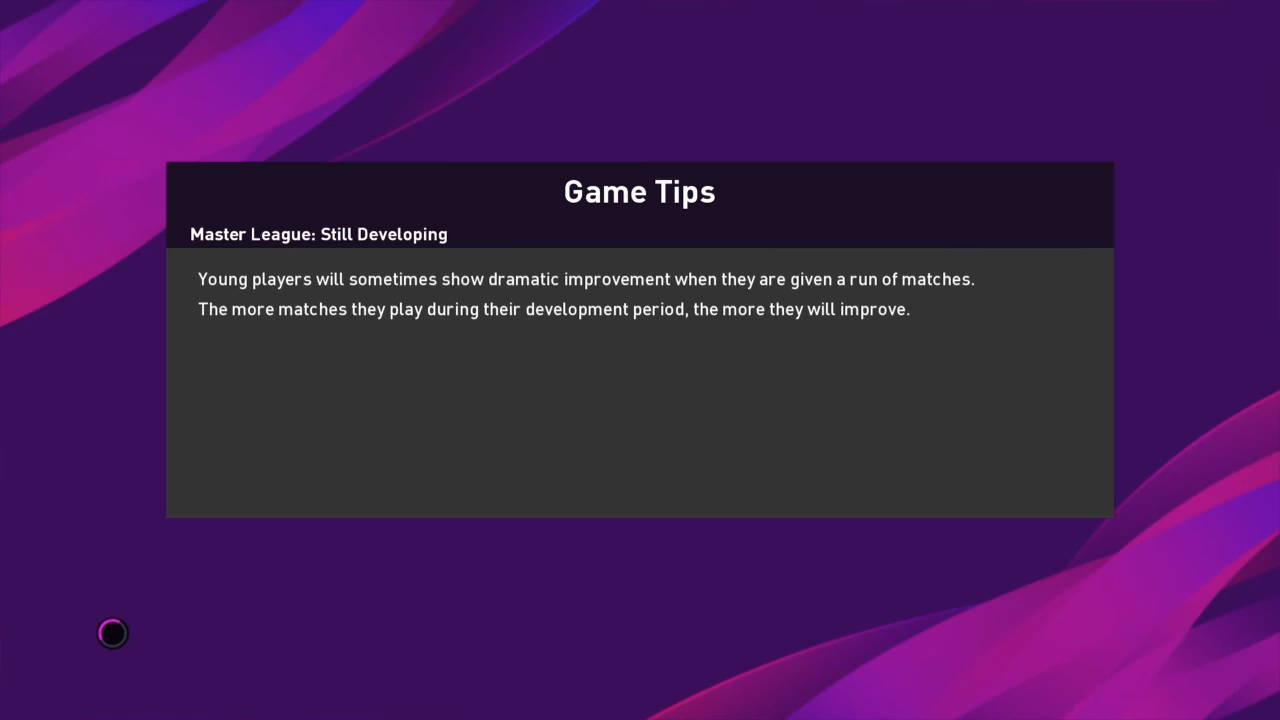 Game Tips
Master League: Still Developing
Young players will sometimes show dramatic improvement when they are given a run of matches.
The more matches they play during their development period, the more they will improve.